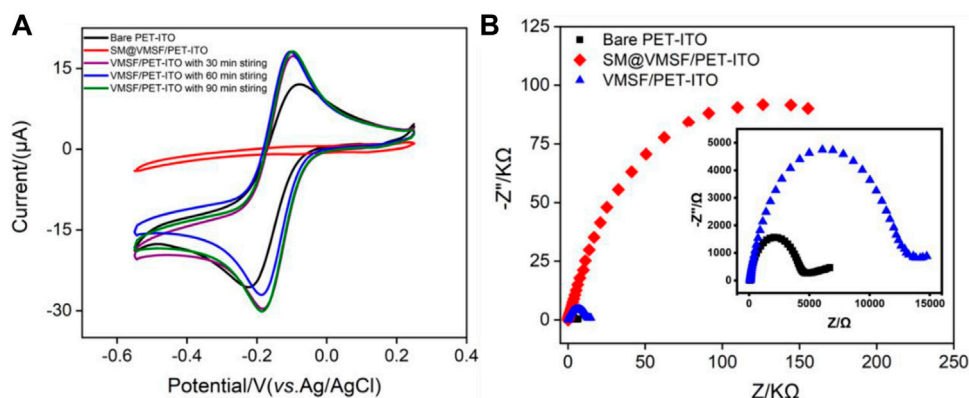 A
Bare PET-ITO
SM@VMSF/PET-ITO
VMSF/PET-ITO with 30 min stiring
VMSF/PET-ITO with 60 min stiring
VMSF/PET-ITO with 90 min stiring
15
0
-15
-30
Current/(μA)
-0.6
-0.4
-0.2
0.0
0.2
0.4
Potential/V(vs.Ag/AgCl)
B
Bare PET-ITO
SM@VMSF/PET-ITO
VMSF/PET-ITO
-125
100
75
50
25
0
-Z"/KΩ
0
50
100
150
200
250
Z/KΩ
5000
4000
3000
2000
1000
0
-Z"/Ω
0
5000
10000
15000
Z/Ω